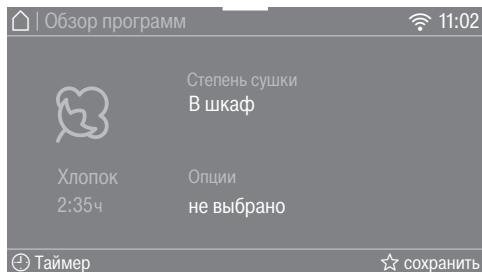 | Обзор программ 11:02
Степень сушки
В шкаф
Хлопок
2:35ч
Опции
не выбрано
Таймер
сохранить